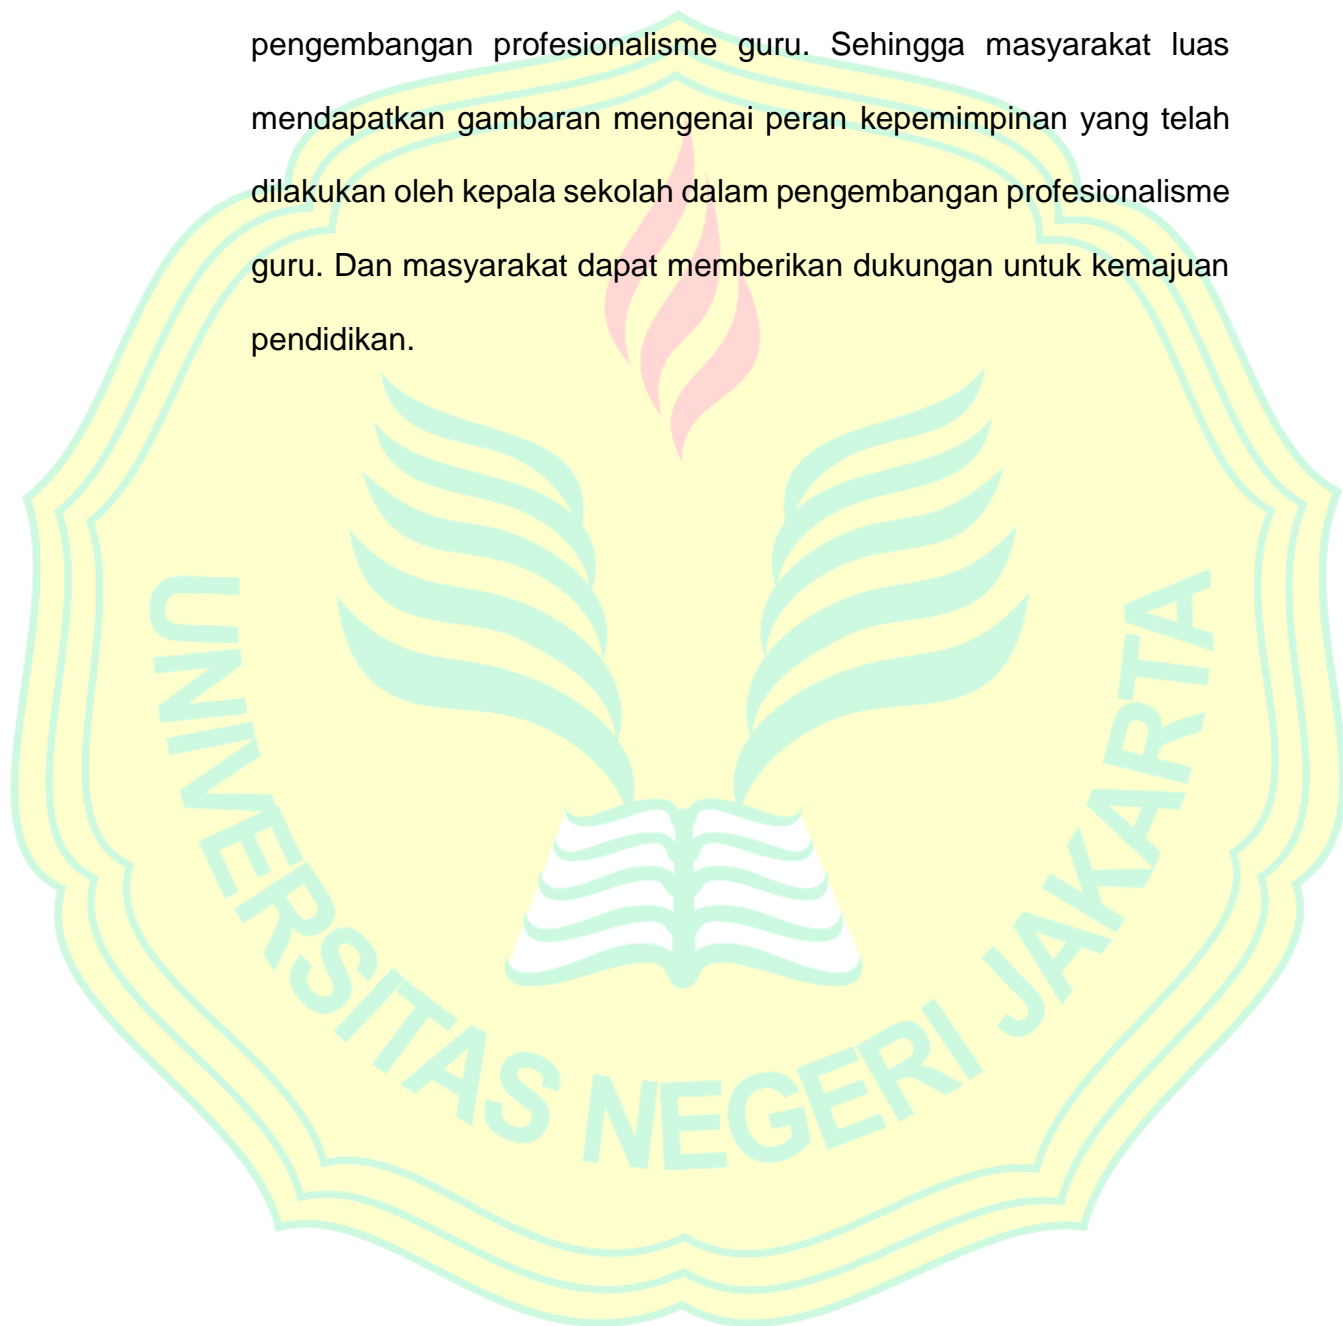 pengembangan profesionalisme guru. Sehingga masyarakat luas
mendapatkan gambaran mengenai peran kepemimpinan yang telah
dilakukan oleh kepala sekolah dalam pengembangan profesionalisme
guru. Dan masyarakat dapat memberikan dukungan untuk kemajuan
pendidikan.
UNIVERSITAS NEGERI JAKARTA